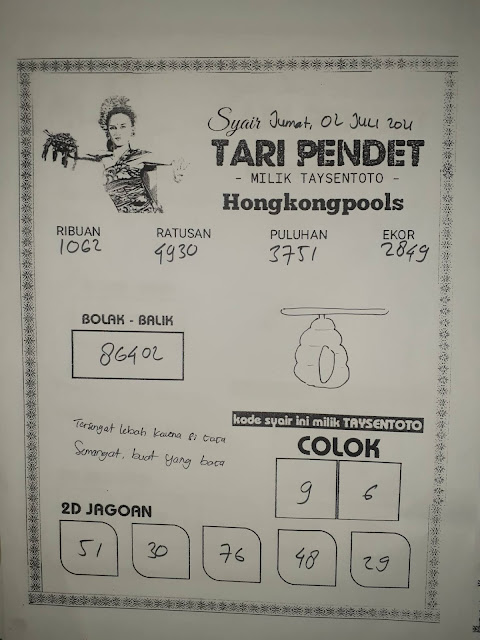 Syair Jumat, 02 Juli 2021
TARI PENDET
- MILIK TAYSENTOTO -
Hongkongpools
RIBUAN RATUSAN PULUHAN EKOR
1062 4930 3751 2849
BOLAK - BALIK
86402
Tersengat lebah karena si
Semangat. buat yang baca
kode syair ini milik TAYSENTOTO
COLOK
9 6
2D JAGOAN
51 30 76 48 29